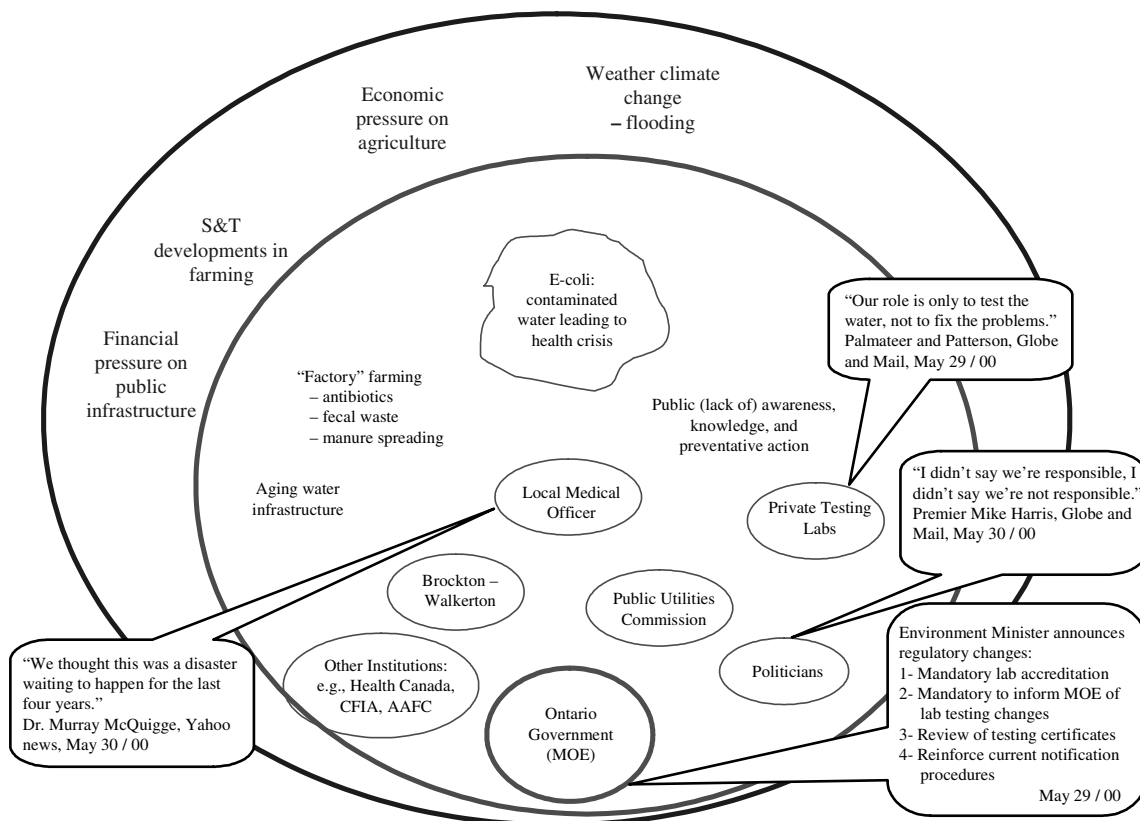 Weather climate
change
– flooding
Economic
pressure on
agriculture
S&T
developments in
farming
Financial
pressure on
public
infrastructure
E-coli:
contaminated
water leading to
health crisis
“Our role is only to test the
water, not to fix the problems.”
Palmateer and Patterson, Globe
and Mail, May 29 / 00
“Factory” farming
– antibiotics
– fecal waste
– manure spreading
Public (lack of) awareness,
knowledge, and
preventative action
Aging water
infrastructure
Local Medical
Officer
Private Testing
Labs
“I didn’t say we’re responsible, I
didn’t say we’re not responsible.”
Premier Mike Harris, Globe and
Mail, May 30 / 00
Brockton –
Walkerton
Public Utilities
Commission
“We thought this was a disaster
waiting to happen for the last
four years.”
Dr. Murray McQuigge, Yahoo
news, May 30 / 00
Other Institutions:
e.g., Health Canada,
CFIA, AAFC
Politicians
Ontario
Government
(MOE)
Environment Minister announces
regulatory changes:
1- Mandatory lab accreditation
2- Mandatory to inform MOE of
lab testing changes
3- Review of testing certificates
4- Reinforce current notification
procedures
May 29 / 00